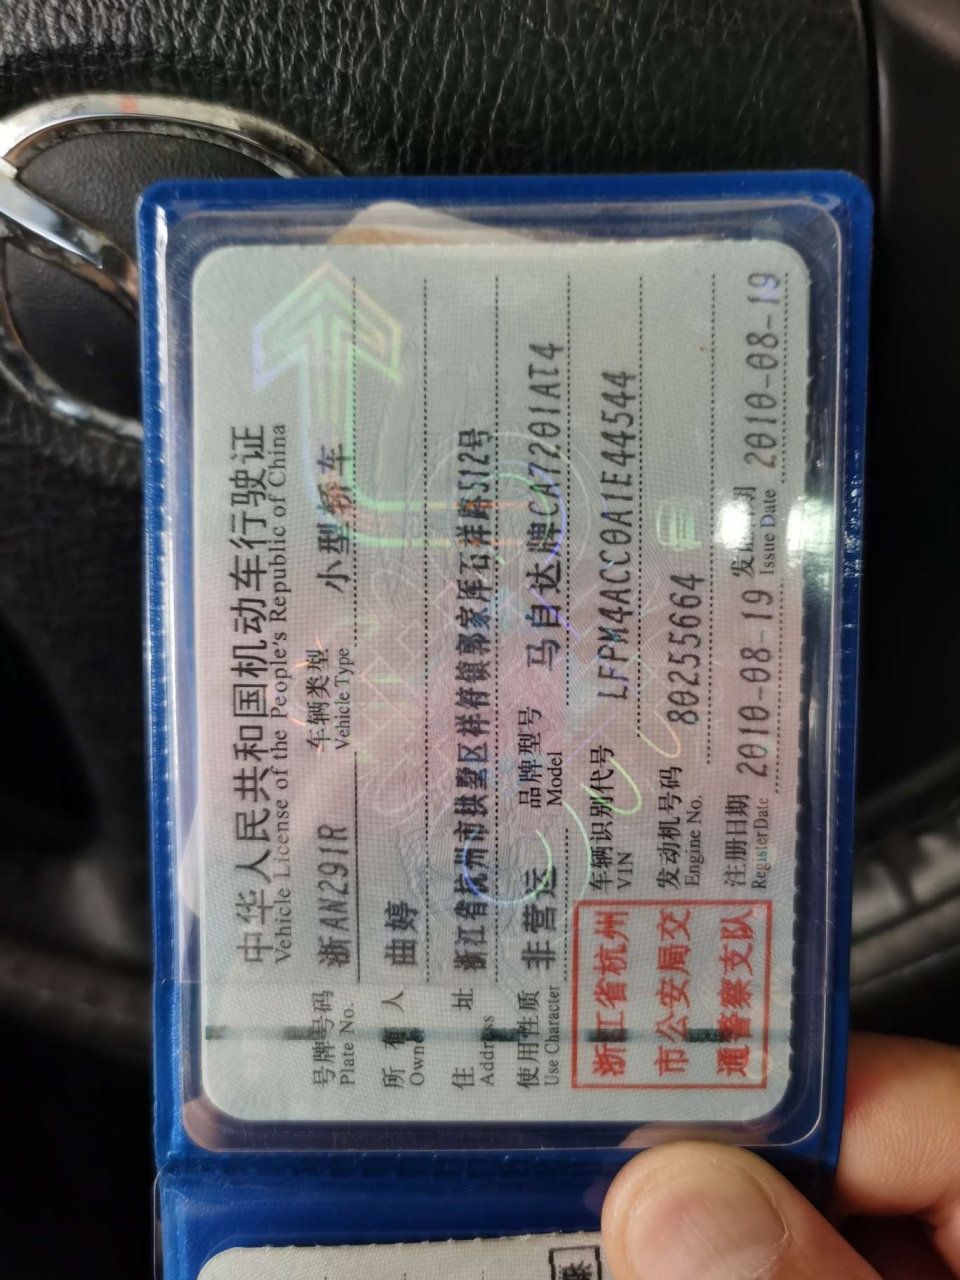 中华人民共和国机动车行驶证
Vehicle License of the People's Republic of China
号牌号码 浙AN291R 车辆类型 小型轿车
Plate No. Vehicle Type
所有人 曲婷
Owner
住址 浙江省杭州市拱墅区祥符镇郭家厍石祥路512号
Address
使用性质 非营运 品牌型号 马自达牌CA7201AT4
Use Character Model
浙江省杭州
市公安局交
通警察支队
车辆识别代号 LFPM4ACC0A1E44544
VIN
发动机号码 80255664
Engine No.
注册日期 2010-08-19 发证日期 2010-08-19
Register Date Issue Date